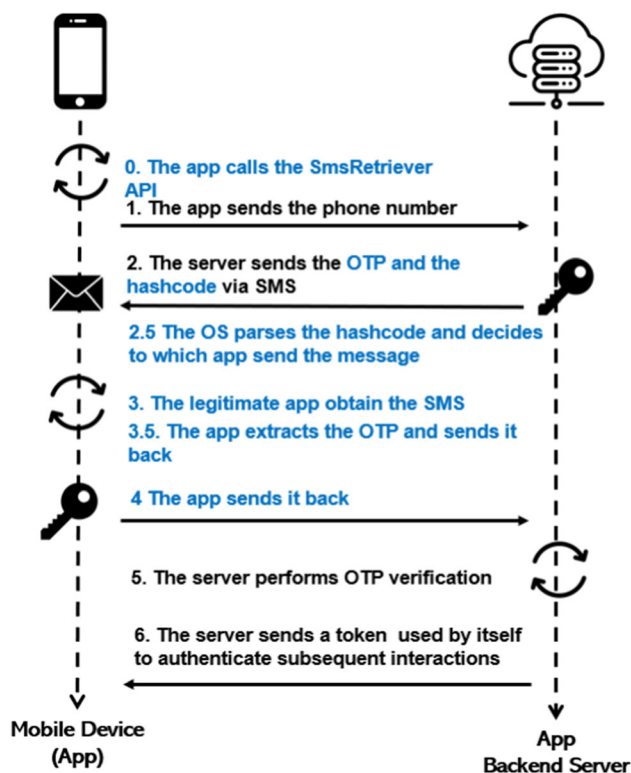 0. The app calls the SmsRetriever
API
1. The app sends the phone number
2. The server sends the OTP and the
hashcode via SMS
2.5 The OS parses the hashcode and decides
to which app send the message
3. The legitimate app obtain the SMS
3.5. The app extracts the OTP and sends it
back
4 The app sends it back
5. The server performs OTP verification
6. The server sends a token used by itself
to authenticate subsequent interactions
Mobile Device
(App)
App
Backend Server